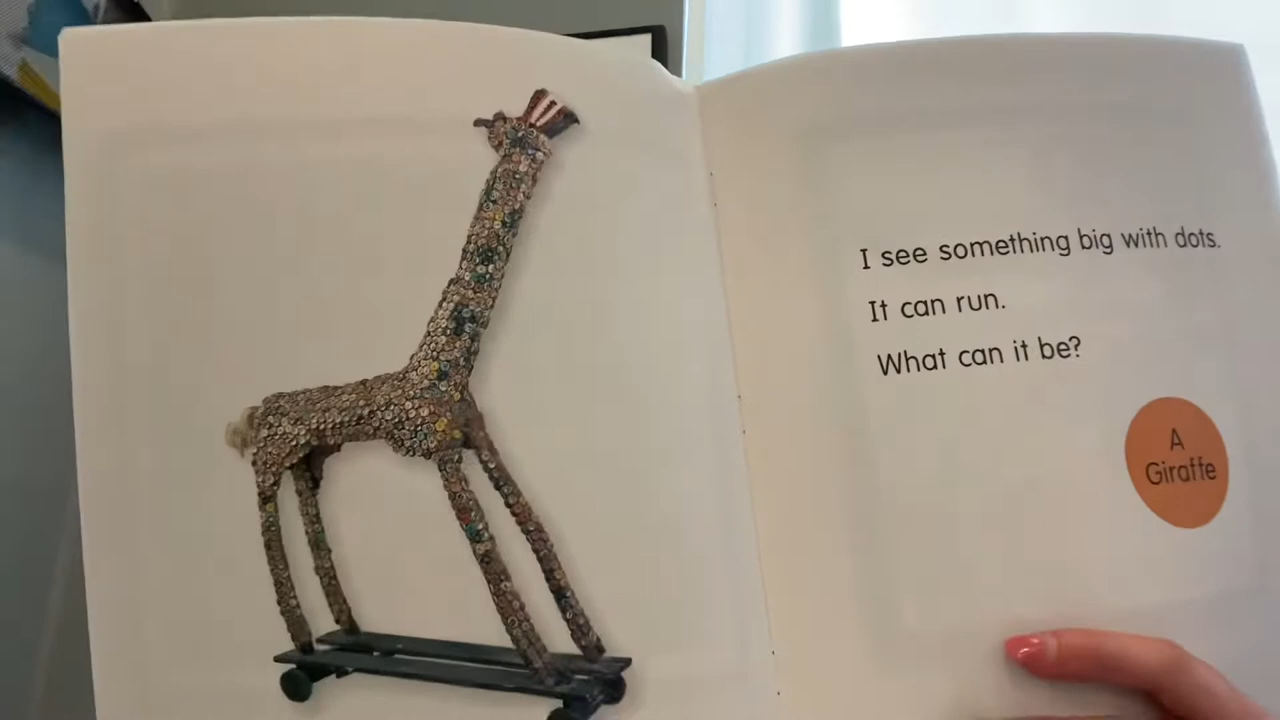 I see something big with dots.
It can run.
What can it be?
A
Giraffe